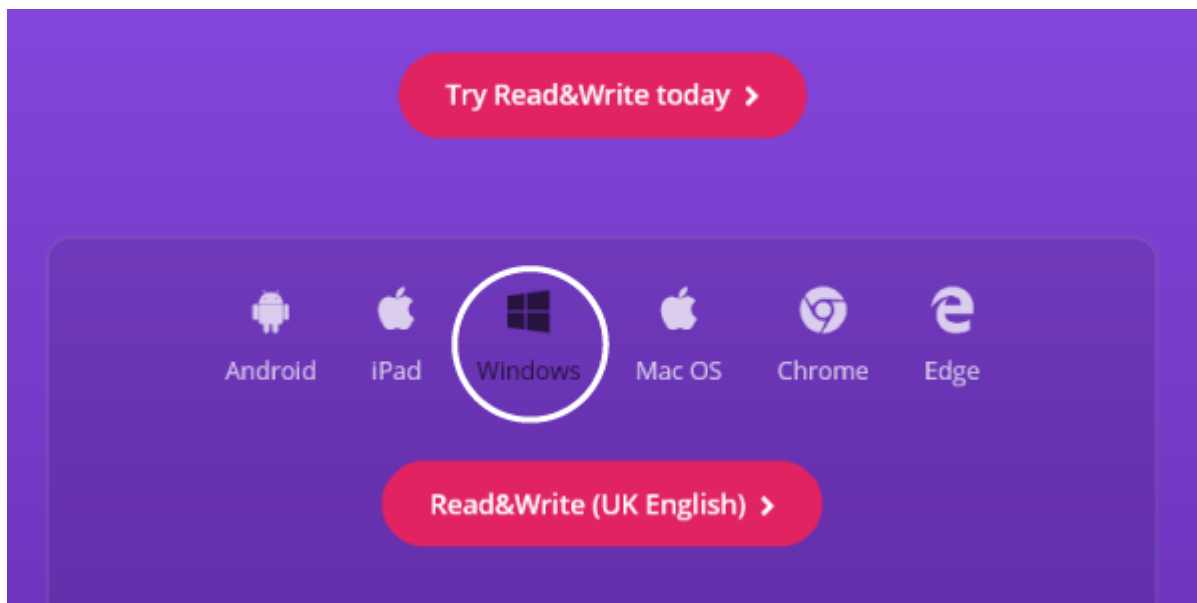 Try Read&Write today
Android iPad Windows Mac OS Chrome Edge
Read&Write (UK English)